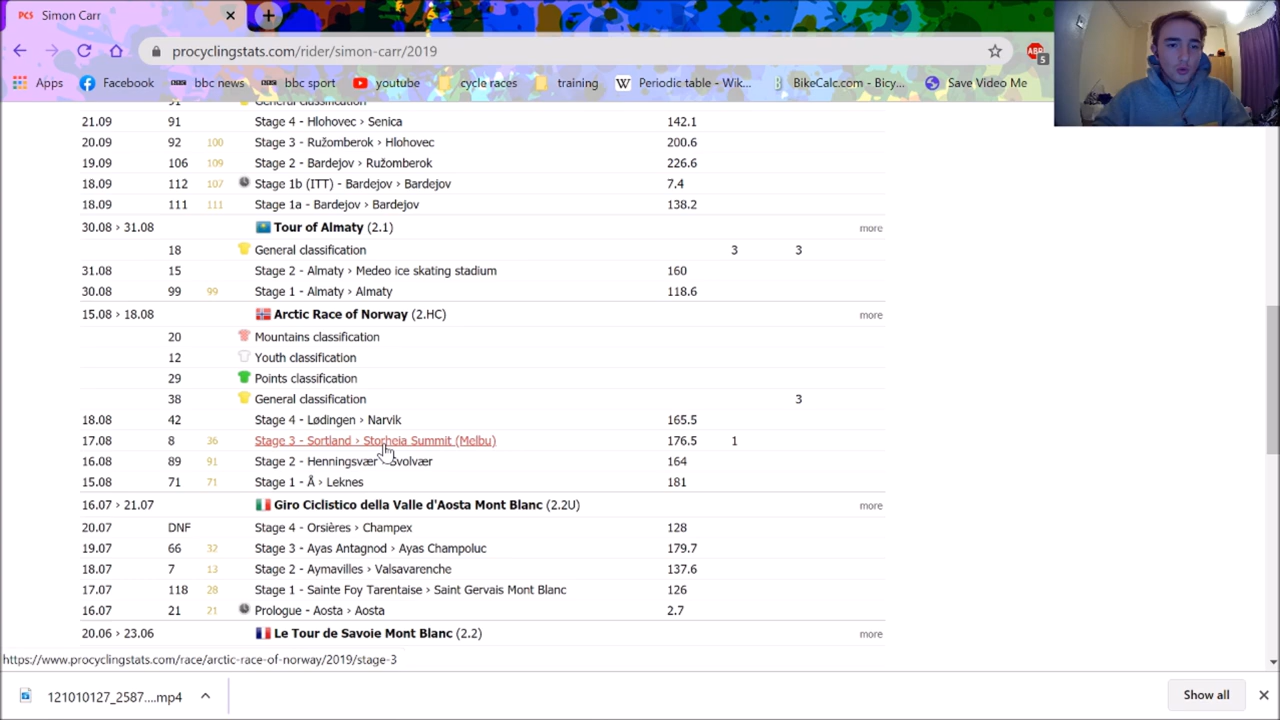 PCS Simon Carr
procyclingstats.com/rider/simon-carr/2019
ABP 5
Apps Facebook bbc news bbc sport youtube cycle races training Periodic table - Wik... BikeCalc.com - Bicy... Save Video Me
91 General classification
21.09 91 Stage 4 - Hlohovec › Senica 142.1
20.09 92 100 Stage 3 - Ružomberok › Hlohovec 200.6
19.09 106 109 Stage 2 - Bardejov › Ružomberok 226.6
18.09 112 107 Stage 1b (ITT) - Bardejov › Bardejov 7.4
18.09 111 111 Stage 1a - Bardejov › Bardejov 138.2
30.08 › 31.08 Tour of Almaty (2.1) more
18 General classification 3 3
31.08 15 Stage 2 - Almaty › Medeo ice skating stadium 160
30.08 99 99 Stage 1 - Almaty › Almaty 118.6
15.08 › 18.08 Arctic Race of Norway (2.HC) more
20 Mountains classification
12 Youth classification
29 Points classification
38 General classification 3
18.08 42 Stage 4 - Lødingen › Narvik 165.5
17.08 8 36 Stage 3 - Sortland › Storheia Summit (Melbu) 176.5 1
16.08 89 91 Stage 2 - Henningsvær › Svolvær 164
15.08 71 71 Stage 1 - Å › Leknes 181
16.07 › 21.07 Giro Ciclistico della Valle d'Aosta Mont Blanc (2.2U) more
20.07 DNF Stage 4 - Orsières › Champex 128
19.07 66 32 Stage 3 - Ayas Antagnod › Ayas Champoluc 179.7
18.07 7 13 Stage 2 - Aymavilles › Valsavarenche 137.6
17.07 118 28 Stage 1 - Sainte Foy Tarentaise › Saint Gervais Mont Blanc 126
16.07 21 21 Prologue - Aosta › Aosta 2.7
20.06 › 23.06 Le Tour de Savoie Mont Blanc (2.2) more
https://www.procyclingstats.com/race/arctic-race-of-norway/2019/stage-3
121010127_2587....mp4 Show all